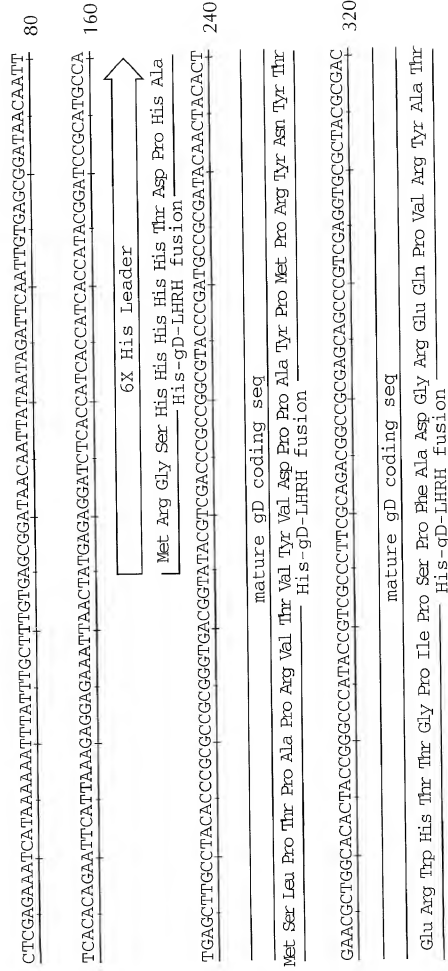 CTCGAGAAATCATAAAAAATTTATTTGCTTTGTGAGCGGATAACAATTATAATAGATTCAATTGTGAGCGGATAACAATT 80
TCACACAGAATTCATTAAAGAGGAGAAATTAACTATGAGAGGATCTCACCATCACCATCACCATACGGATCCGCATGCCA 160
6X His Leader
Met Arg Gly Ser His His His His His His Thr Asp Pro His Ala
His-gD-LHRH fusion
TGAGCTTGCCTACACCCGCGCCGCGGGTGACGGTATACGTCGACCCGCCGGCGTACCCGATGCCGCGATACAACTACACT 240
mature gD coding seq
Met Ser Leu Pro Thr Pro Ala Pro Arg Val Thr Val Tyr Val Asp Pro Pro Ala Tyr Pro Met Pro Arg Tyr Asn Tyr Thr
His-gD-LHRH fusion
GAACGCTGGCACACTACCGGGCCCATACCGTCGCCCTTCGCAGACGGCCGCGAGCAGCCCGTCGAGGTGCGCTACGCGAC 320
mature gD coding seq
Glu Arg Trp His Thr Thr Gly Pro Ile Pro Ser Pro Phe Ala Asp Gly Arg Glu Gln Pro Val Arg Tyr Ala Thr
His-gD-LHRH fusion